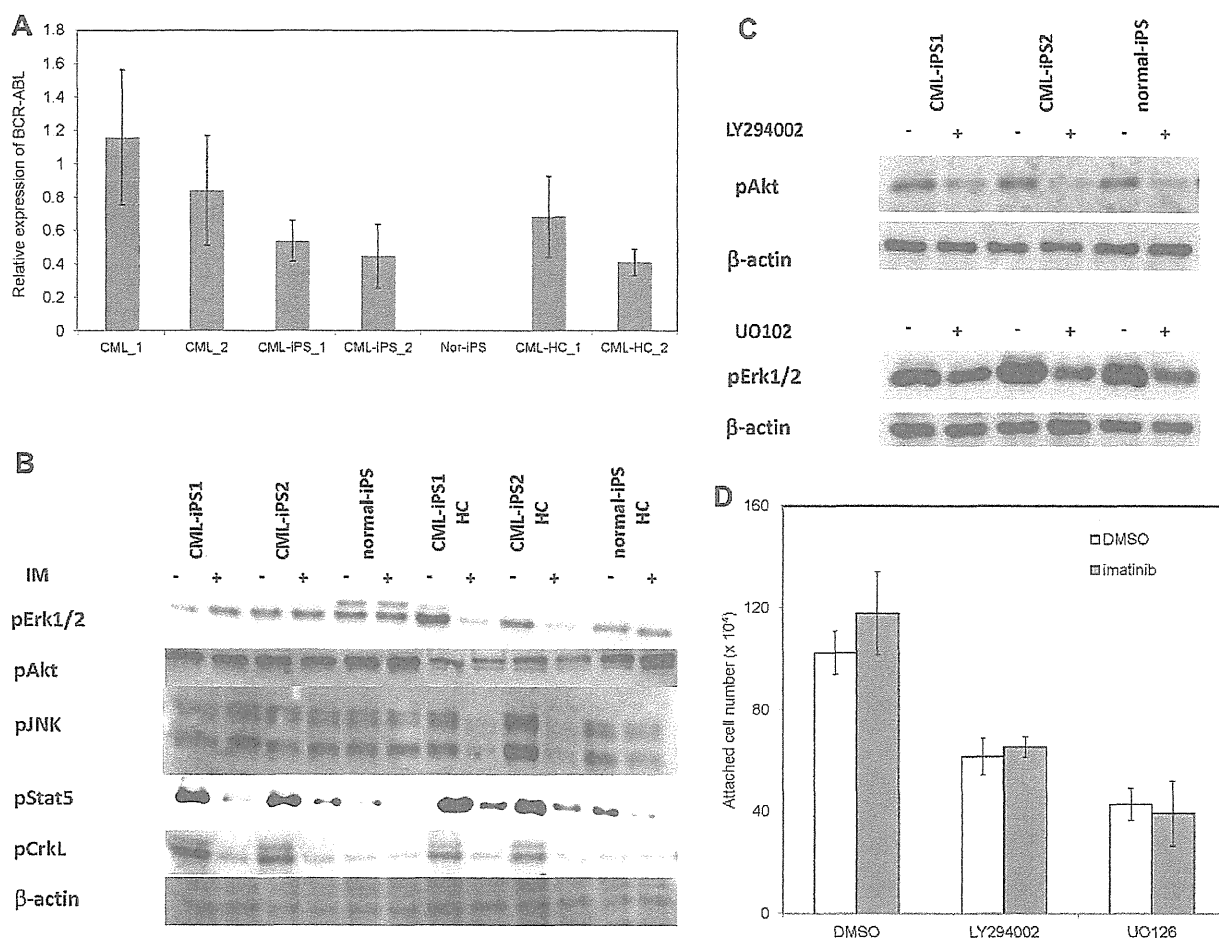 A
Relative expression of BCR-ABL
1.8
1.6
1.4
1.2
1
0.8
0.6
0.4
0.2
0
CML_1
CML_2
CML-iPS_1
CML-iPS_2
Nor-iPS
CML-HC_1
CML-HC_2
B
CML-iPS1
CML-iPS2
normal-iPS
CML-iPS1 HC
CML-iPS2 HC
normal-iPS HC
IM - + - + - + - + - + - +
pErk1/2
pAkt
pJNK
pStat5
pCrkL
β-actin
C
CML-iPS1
CML-iPS2
normal-iPS
LY294002 - + - + - +
pAkt
β-actin
UO102 - + - + - +
pErk1/2
β-actin
D
Attached cell number (x 10⁴)
160
120
80
40
0
DMSO
imatinib
DMSO
LY294002
UO126